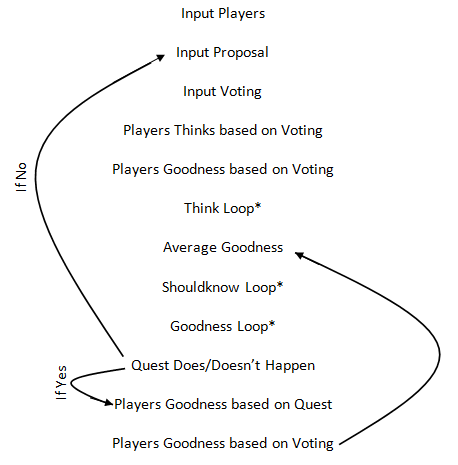 Input Players
Input Proposal
Input Voting
Players Thinks based on Voting
Players Goodness based on Voting
If No
Think Loop*
Average Goodness
Shouldknow Loop*
Goodness Loop*
Quest Does/Doesn't Happen
If Yes
Players Goodness based on Quest
Players Goodness based on Voting